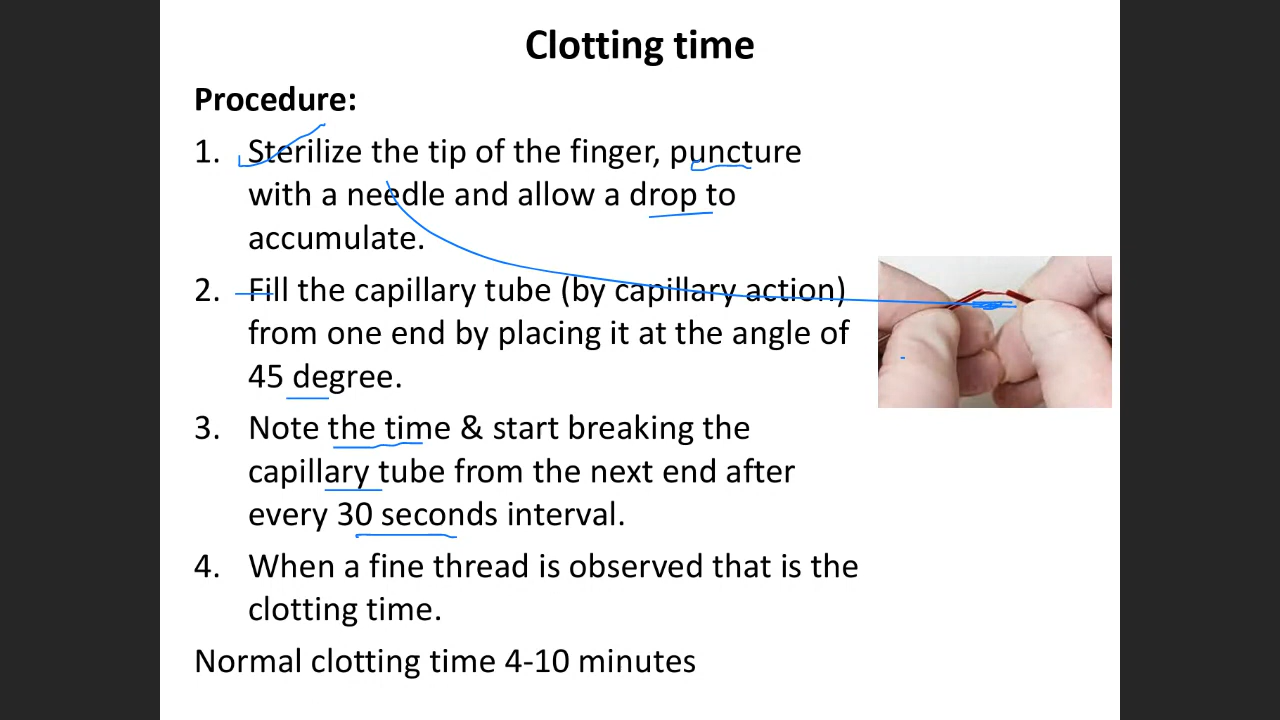 Clotting time
Procedure:
1. Sterilize the tip of the finger, puncture
with a needle and allow a drop to
accumulate.
2. Fill the capillary tube (by capillary action)
from one end by placing it at the angle of
45 degree.
3. Note the time & start breaking the
capillary tube from the next end after
every 30 seconds interval.
4. When a fine thread is observed that is the
clotting time.
Normal clotting time 4-10 minutes